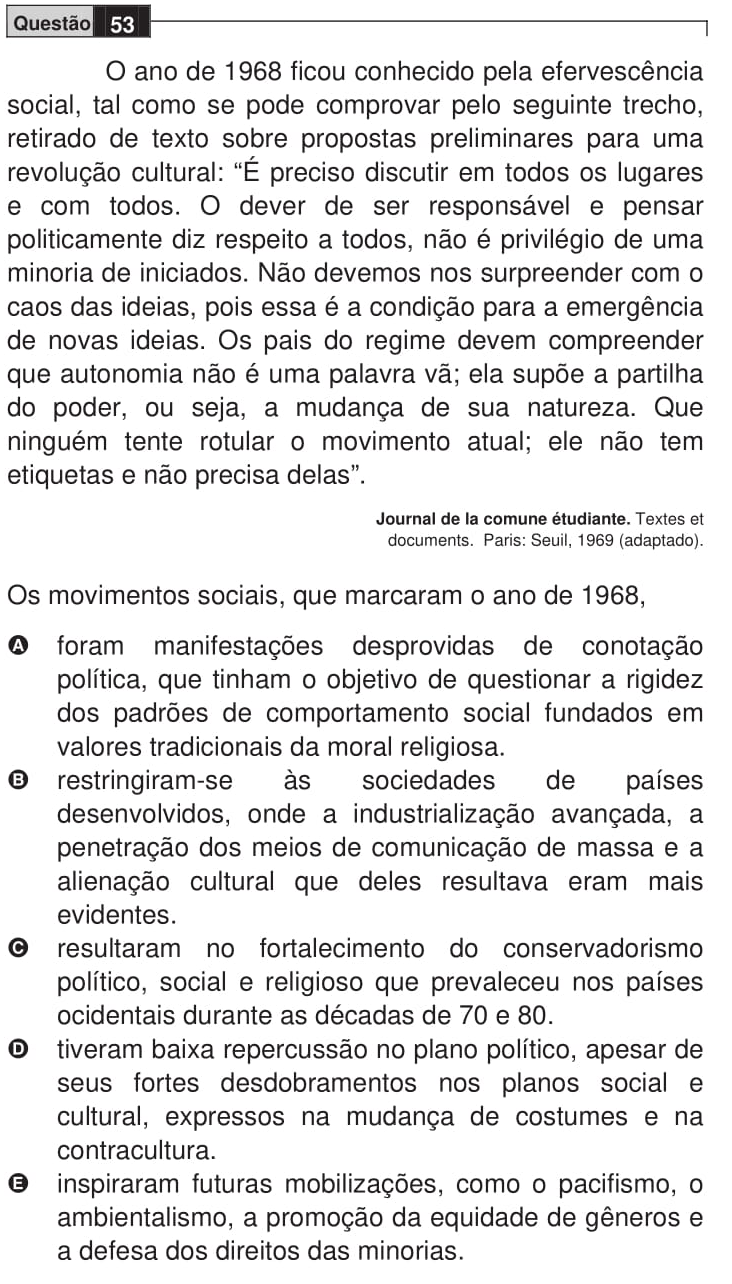 Questão 53
O ano de 1968 ficou conhecido pela efervescência
social, tal como se pode comprovar pelo seguinte trecho,
retirado de texto sobre propostas preliminares para uma
revolução cultural: “É preciso discutir em todos os lugares
e com todos. O dever de ser responsável e pensar
politicamente diz respeito a todos, não é privilégio de uma
minoria de iniciados. Não devemos nos surpreender com o
caos das ideias, pois essa é a condição para a emergência
de novas ideias. Os pais do regime devem compreender
que autonomia não é uma palavra vã; ela supõe a partilha
do poder, ou seja, a mudança de sua natureza. Que
ninguém tente rotular o movimento atual; ele não tem
etiquetas e não precisa delas”.
Journal de la comune étudiante. Textes et
documents. Paris: Seuil, 1969 (adaptado).
Os movimentos sociais, que marcaram o ano de 1968,
A foram manifestações desprovidas de conotação
política, que tinham o objetivo de questionar a rigidez
dos padrões de comportamento social fundados em
valores tradicionais da moral religiosa.
B restringiram-se às sociedades de países
desenvolvidos, onde a industrialização avançada, a
penetração dos meios de comunicação de massa e a
alienação cultural que deles resultava eram mais
evidentes.
C resultaram no fortalecimento do conservadorismo
político, social e religioso que prevaleceu nos países
ocidentais durante as décadas de 70 e 80.
D tiveram baixa repercussão no plano político, apesar de
seus fortes desdobramentos nos planos social e
cultural, expressos na mudança de costumes e na
contracultura.
E inspiraram futuras mobilizações, como o pacifismo, o
ambientalismo, a promoção da equidade de gêneros e
a defesa dos direitos das minorias.